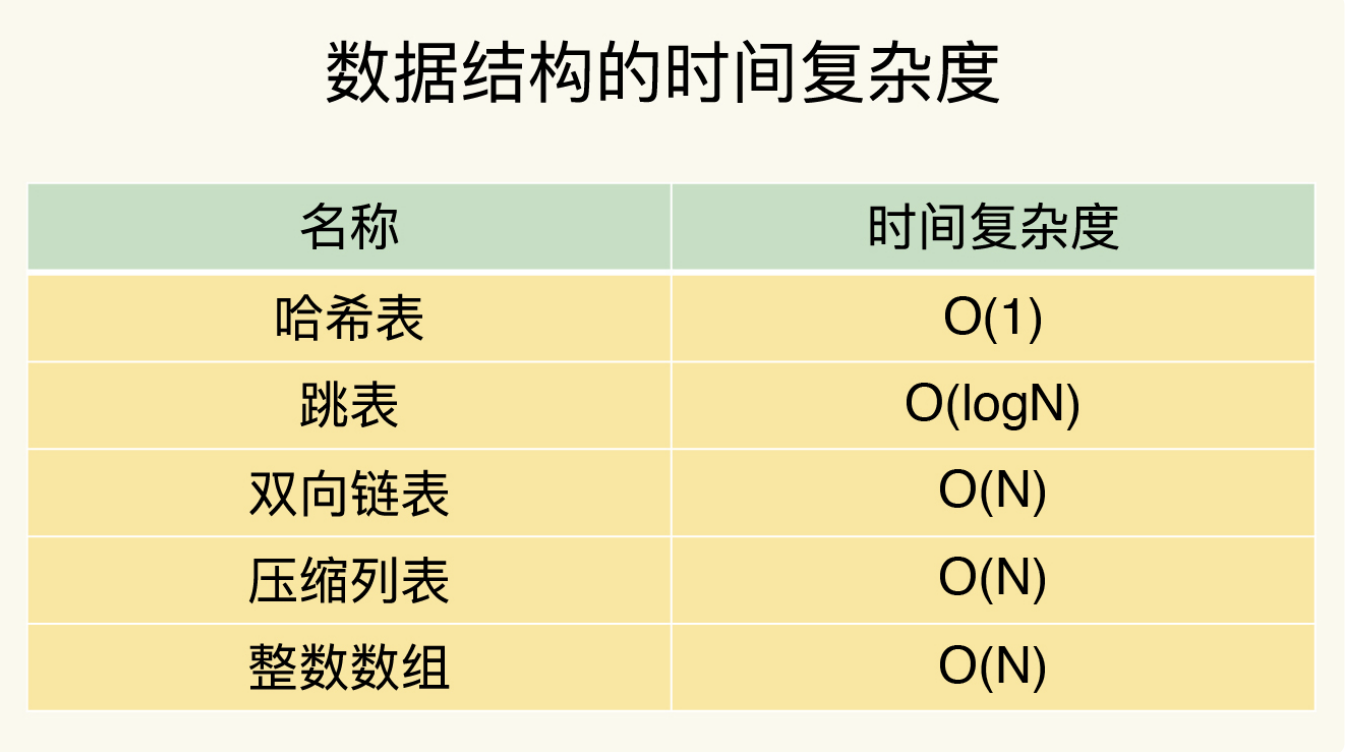 数据结构的时间复杂度
名称 时间复杂度
哈希表 O(1)
跳表 O(logN)
双向链表 O(N)
压缩列表 O(N)
整数数组 O(N)